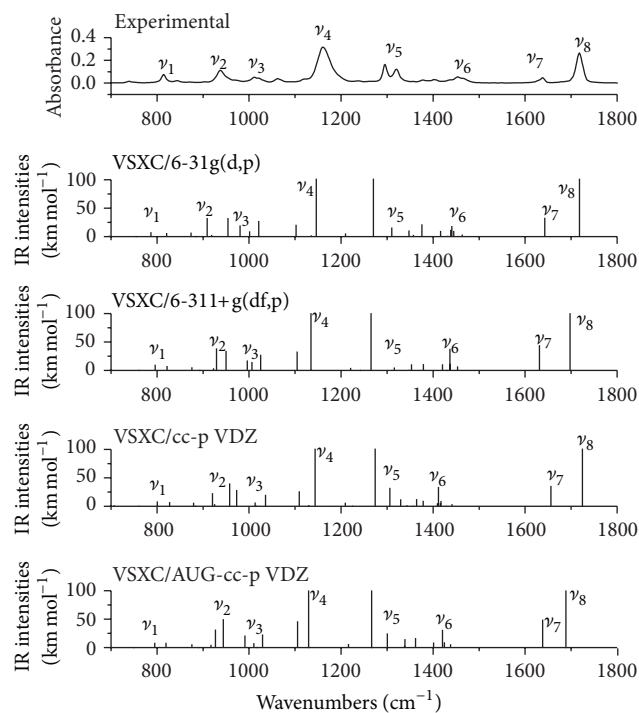 Experimental
Absorbance
0.4
0.2
0.0
ν1 ν2 ν3 ν4 ν5 ν6 ν7 ν8
800 1000 1200 1400 1600 1800
VSXC/6-31g(d,p)
IR intensities
(km mol−1)
100
50
0
ν1 ν2 ν3 ν4 ν5 ν6 ν7 ν8
800 1000 1200 1400 1600 1800
VSXC/6-311+g(df,p)
IR intensities
(km mol−1)
100
50
0
ν1 ν2 ν3 ν4 ν5 ν6 ν7 ν8
800 1000 1200 1400 1600 1800
VSXC/cc-p VDZ
IR intensities
(km mol−1)
100
50
0
ν1 ν2 ν3 ν4 ν5 ν6 ν7 ν8
800 1000 1200 1400 1600 1800
VSXC/AUG-cc-p VDZ
IR intensities
(km mol−1)
100
50
0
ν1 ν2 ν3 ν4 ν5 ν6 ν7 ν8
800 1000 1200 1400 1600 1800
Wavenumbers (cm−1)